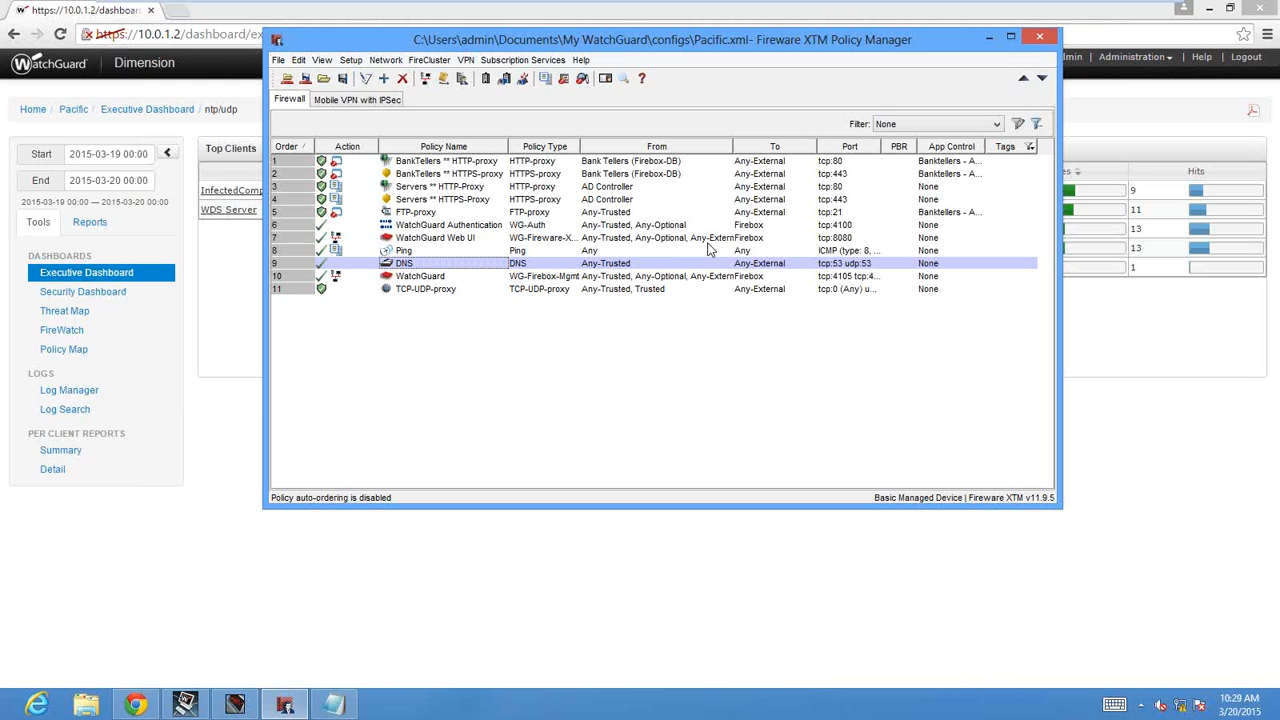 https://10.0.1.2/dashboar
https://10.0.1.2/dashboard/ex
WatchGuard
Dimension
dmin
Administration
Help
Logout
Home
Pacific
Executive Dashboard
ntp/udp
Start
2015-03-19 00:00
End
2015-03-20 00:00
2015-03-19 00:00 — 2015-03-20 00:00
Tools
Reports
DASHBOARDS
Executive Dashboard
Security Dashboard
Threat Map
FireWatch
Policy Map
LOGS
Log Manager
Log Search
PER CLIENT REPORTS
Summary
Detail
Top Clients
InfectedComp
WDS Server
es
Hits
9
11
13
13
1
C:\Users\admin\Documents\My WatchGuard\configs\Pacific.xml- Fireware XTM Policy Manager
File Edit View Setup Network FireCluster VPN Subscription Services Help
Firewall
Mobile VPN with IPSec
Filter: None
Order Action Policy Name Policy Type From To Port PBR App Control Tags
1 BankTellers ** HTTP-proxy HTTP-proxy Bank Tellers (Firebox-DB) Any-External tcp:80 Banktellers - A...
2 BankTellers ** HTTPS-proxy HTTPS-proxy Bank Tellers (Firebox-DB) Any-External tcp:443 Banktellers - A...
3 Servers ** HTTP-Proxy HTTP-proxy AD Controller Any-External tcp:80 None
4 Servers ** HTTPS-Proxy HTTPS-proxy AD Controller Any-External tcp:443 None
5 FTP-proxy FTP-proxy Any-Trusted Any-External tcp:21 Banktellers - A...
6 WatchGuard Authentication WG-Auth Any-Trusted, Any-Optional Firebox tcp:4100 None
7 WatchGuard Web UI WG-Fireware-X... Any-Trusted, Any-Optional, Any-Extern Firebox tcp:8080 None
8 Ping Ping Any Any ICMP (type: 8, ... None
9 DNS DNS Any-Trusted Any-External tcp:53 udp:53 None
10 WatchGuard WG-Firebox-Mgmt Any-Trusted, Any-Optional, Any-Extern Firebox tcp:4105 tcp:4... None
11 TCP-UDP-proxy TCP-UDP-proxy Any-Trusted, Trusted Any-External tcp:0 (Any) u... None
Policy auto-ordering is disabled
Basic Managed Device | Fireware XTM v11.9.5
10:29 AM
3/20/2015